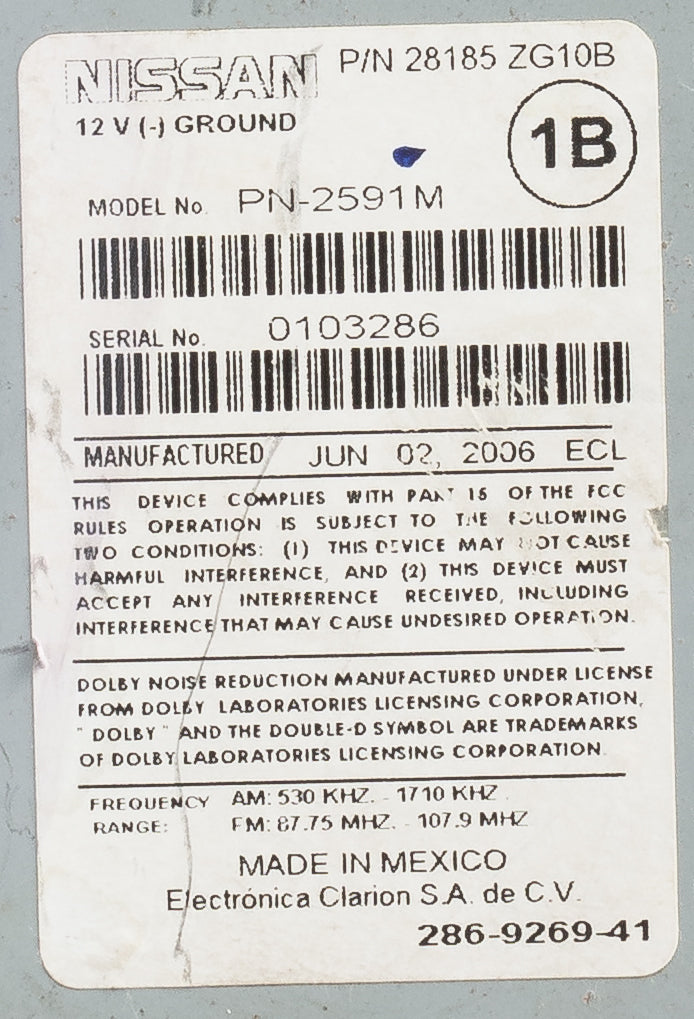 NISSAN P/N 28185 ZG10B
12 V (-) GROUND
1B
MODEL No. PN-2591M
SERIAL No. 0103286
MANUFACTURED JUN 02, 2006 ECL
THIS DEVICE COMPLIES WITH PART 15 OF THE FCC
RULES OPERATION IS SUBJECT TO THE FOLLOWING
TWO CONDITIONS: (1) THIS DEVICE MAY NOT CAUSE
HARMFUL INTERFERENCE, AND (2) THIS DEVICE MUST
ACCEPT ANY INTERFERENCE RECEIVED, INCLUDING
INTERFERENCE THAT MAY CAUSE UNDESIRED OPERATION.
DOLBY NOISE REDUCTION MANUFACTURED UNDER LICENSE
FROM DOLBY LABORATORIES LICENSING CORPORATION,
" DOLBY " AND THE DOUBLE-D SYMBOL ARE TRADEMARKS
OF DOLBY LABORATORIES LICENSING CORPORATION.
FREQUENCY AM: 530 KHZ. - 1710 KHZ.
RANGE: FM: 87.75 MHZ. - 107.9 MHZ
MADE IN MEXICO
Electrónica Clarion S.A. de C.V.
286-9269-41